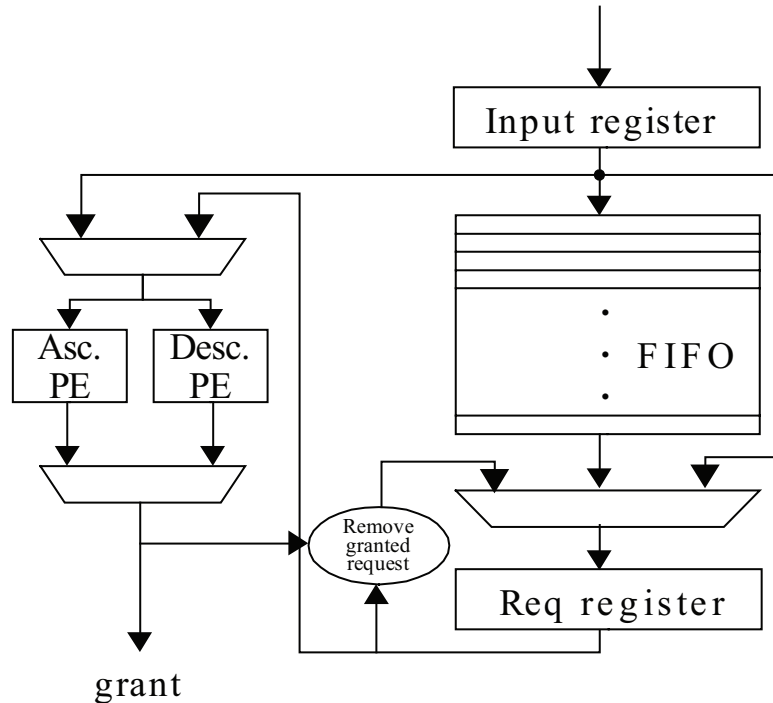 Input register
Asc.
PE
Desc.
PE
FIFO
Remove
granted
request
Req register
grant